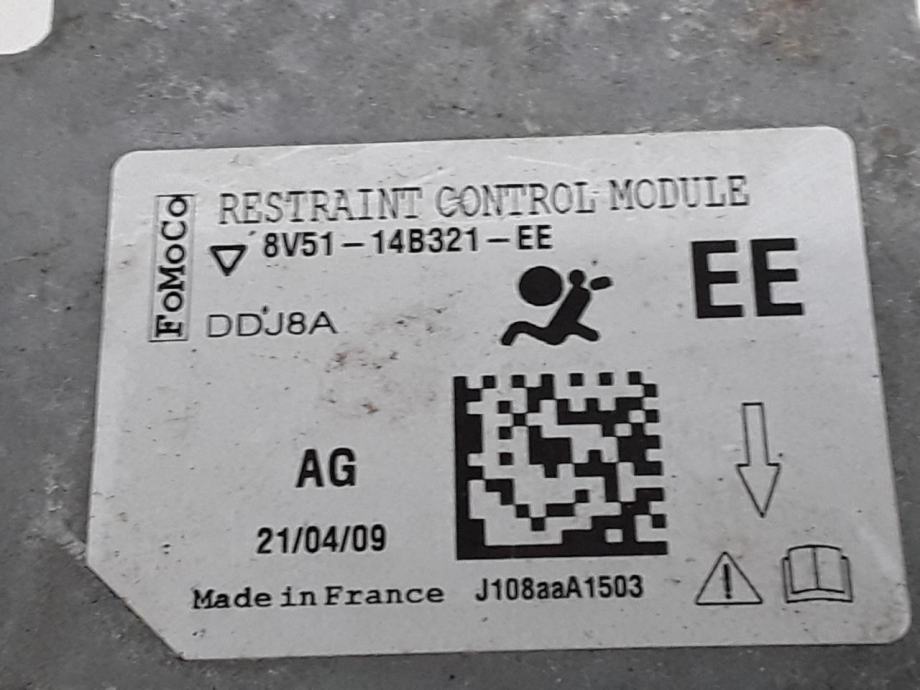 FoMoCo
RESTRAINT CONTROL MODULE
8V51-14B321-EE
EE
DDJ8A
AG
21/04/09
Made in France
J108aaA1503